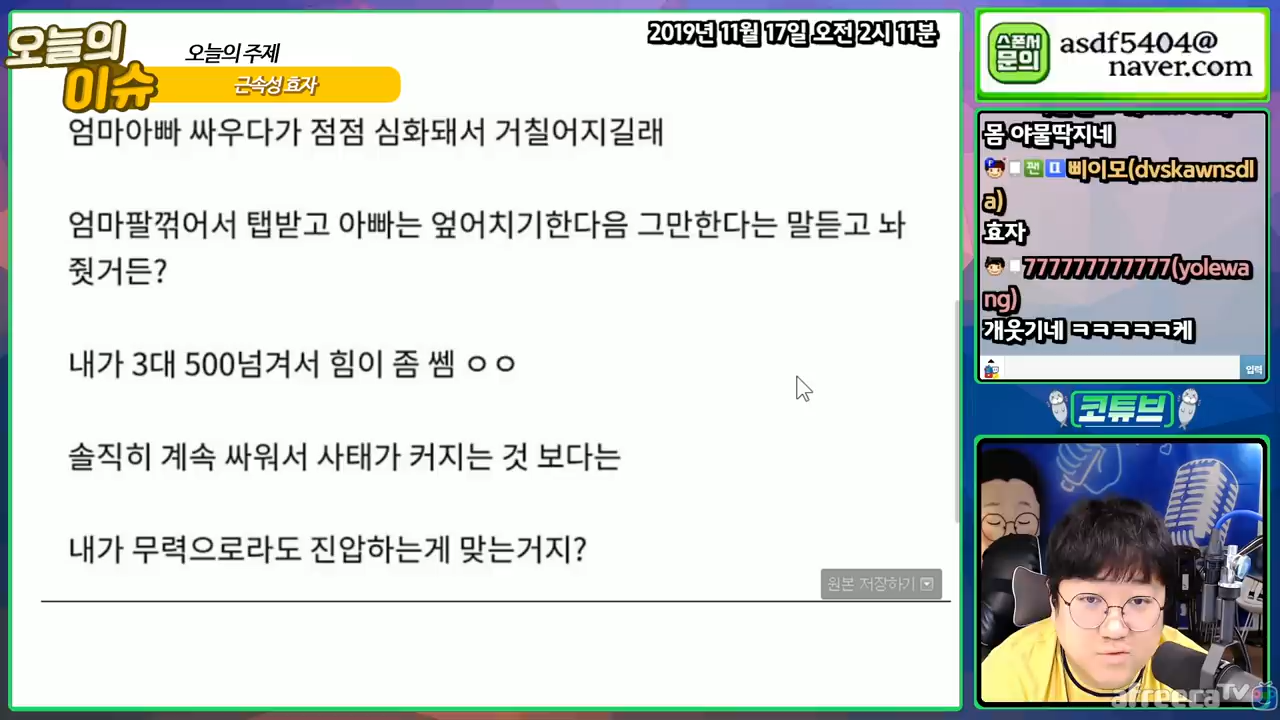 오늘의
이슈
오늘의 주제
근속성 효자
2019년 11월 17일 오전 2시 11분
엄마아빠 싸우다가 점점 심화돼서 거칠어지길래
엄마팔꺾어서 탭받고 아빠는 엎어치기한다음 그만한다는 말듣고 놔
줫거든?
내가 3대 500넘겨서 힘이 좀 쎔 ㅇㅇ
솔직히 계속 싸워서 사태가 커지는 것 보다는
내가 무력으로라도 진압하는게 맞는거지?
원본 저장하기
스폰서
문의
asdf5404@
naver.com
몸 야물딱지네
팬
삐이모(dvskawnsdl
a)
효자
777777777777(yolewa
ng)
개웃기네 ㅋㅋㅋㅋㅋ케
입력
코튜브
afreecaTV